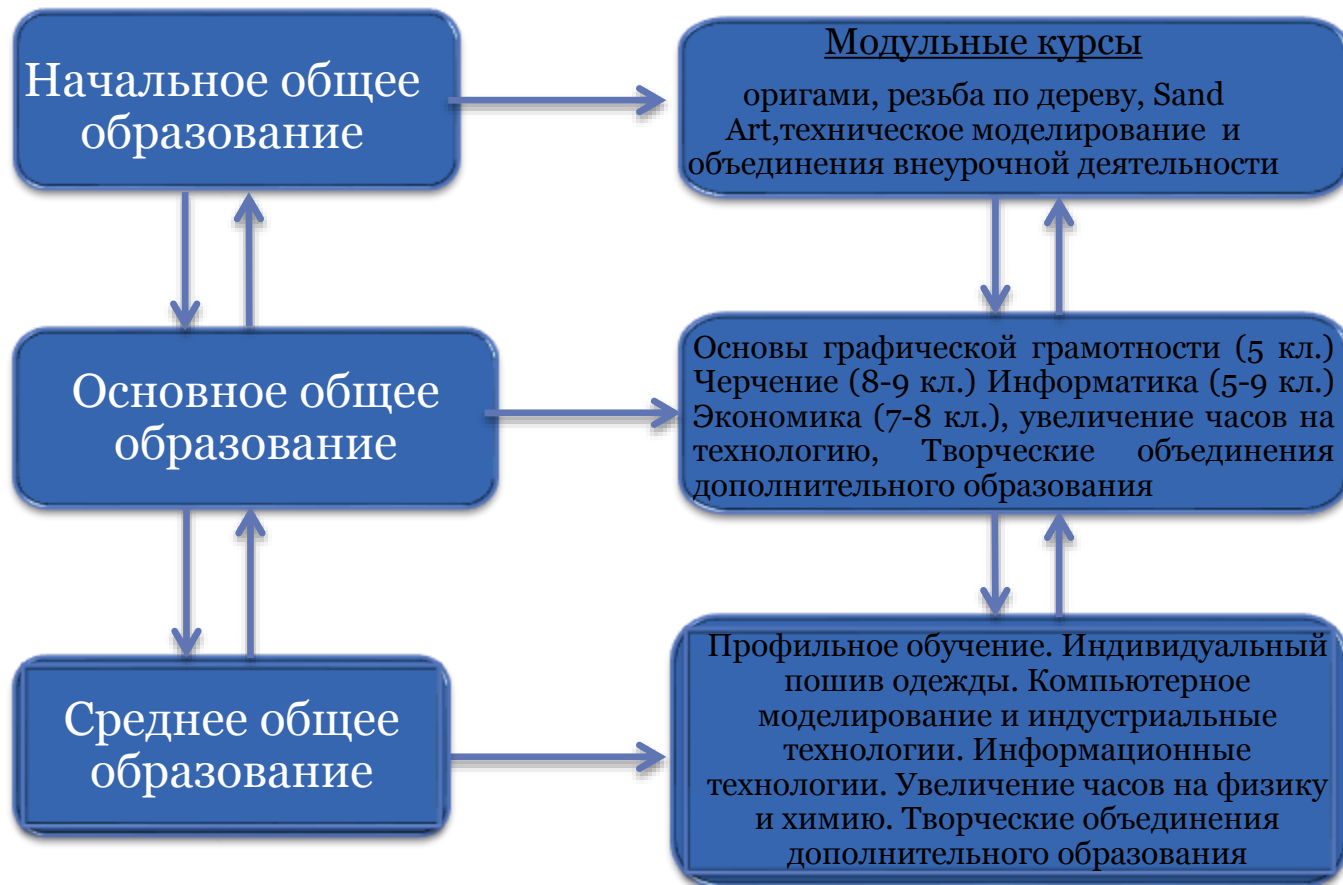 Начальное общее
образование
Модульные курсы
оригами, резьба по дереву, Sand
Art,техническое моделирование и
объединения внеурочной деятельности
Основное общее
образование
Основы графической грамотности (5 кл.)
Черчение (8-9 кл.) Информатика (5-9 кл.)
Экономика (7-8 кл.), увеличение часов на
технологию, Творческие объединения
дополнительного образования
Среднее общее
образование
Профильное обучение. Индивидуальный
пошив одежды. Компьютерное
моделирование и индустриальные
технологии. Информационные
технологии. Увеличение часов на физику
и химию. Творческие объединения
дополнительного образования